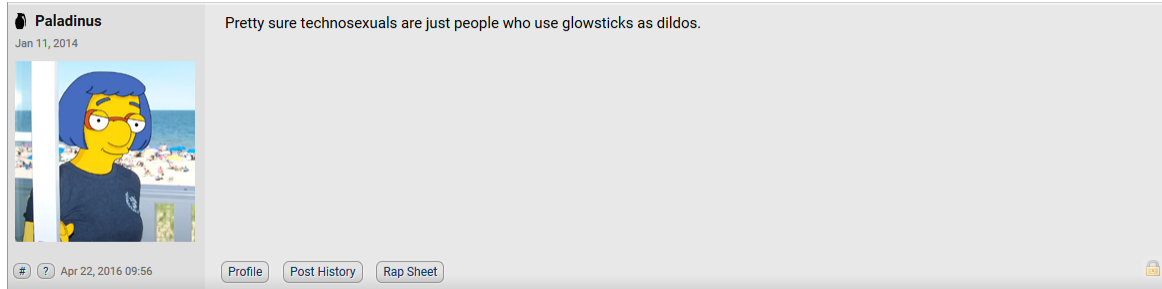 Paladinus
Jan 11, 2014
Pretty sure technosexuals are just people who use glowsticks as dildos.
# ? Apr 22, 2016 09:56
Profile Post History Rap Sheet